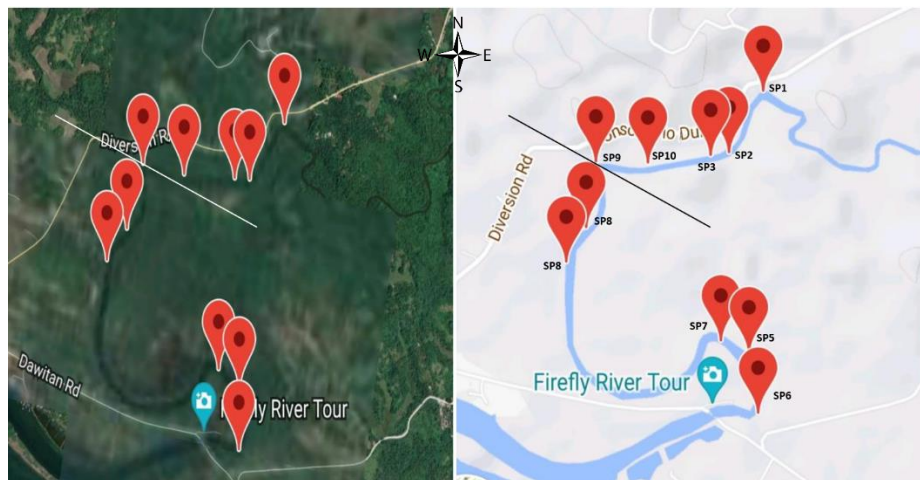 N
W E
S
Diversion Rd
Dawitan Rd
Firefly River Tour
SP1
SP2
SP3
SP10
SP9
Diversion Rd
SP8
SP8
SP7
SP5
Firefly River Tour
SP6